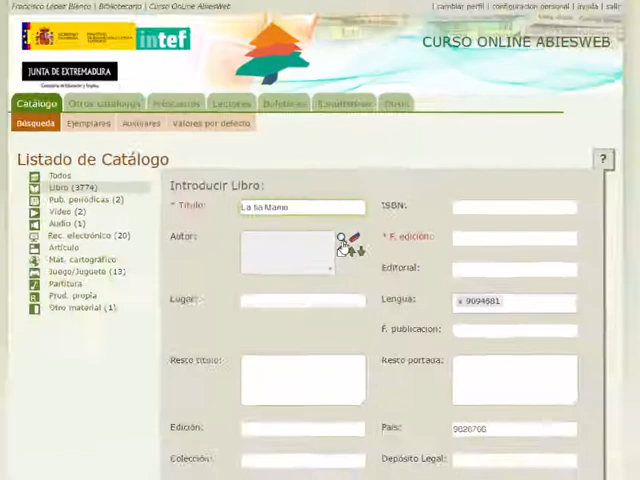 Francisco López Blanco | Bibliotecario | Curso Online AbiesWeb
| cambiar perfil | configuración personal | ayuda | salir
intef
JUNTA DE EXTREMADURA
CURSO ONLINE ABIESWEB
Catálogo Otros catálogos Préstamos Lectores
Búsqueda Ejemplares Auxiliares Valores por defecto
Listado de Catálogo
?
Todos
Libro (3774)
Pub. periódicas (2)
Vídeo (2)
Audio (1)
Rec. electrónico (20)
Artículo
Mat. cartográfico
Juego/Juguete (13)
Partitura
Prod. propia
Otro material (1)
Introducir Libro:
* Título: La tía Mame
ISBN:
Autor:
* F. edición:
Editorial:
Lugar:
Lengua: x 9094681
F. publicación:
Resto título:
Resto portada:
Edición:
País: 9026766
Colección:
Depósito Legal: